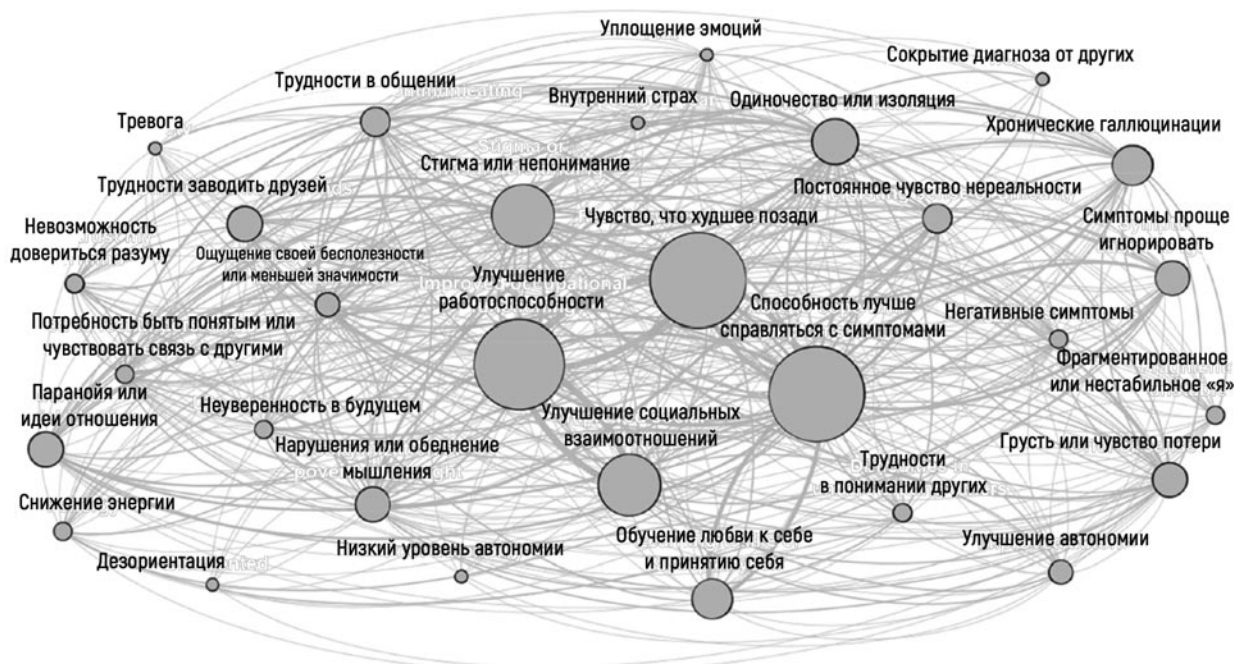 Уплощение эмоций
Сокрытие диагноза от других
Трудности в общении
Внутренний страх
Одиночество или изоляция
Тревога
Хронические галлюцинации
Стигма или непонимание
Трудности заводить друзей
Постоянное чувство нереальности
Чувство, что худшее позади
Невозможность
довериться разуму
Симптомы проще
игнорировать
Ощущение своей бесполезности
или меньшей значимости
Improved occupational
Улучшение
работоспособности
Способность лучше
справляться с симптомами
Негативные симптомы
Потребность быть понятым или
чувствовать связь с другими
Фрагментированное
или нестабильное «я»
Паранойя или
идеи отношения
Неуверенность в будущем
Улучшение социальных
взаимоотношений
Нарушения или обеднение
мышления
Грусть или чувство потери
Трудности
в понимании других
Снижение энергии
Низкий уровень автономии
Обучение любви к себе
и принятию себя
Улучшение автономии
Дезориентация